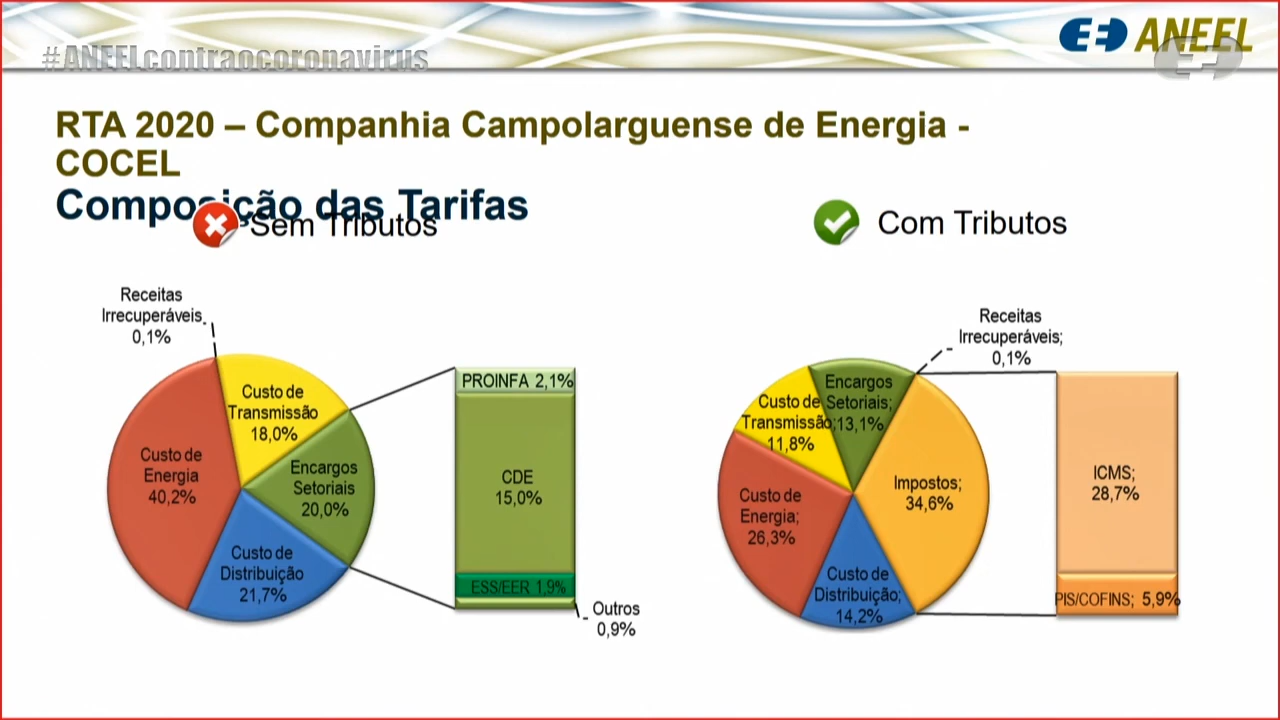 #ANEELcontraocoronavirus
ANEEL
RTA 2020 – Companhia Campolarguense de Energia -
COCEL
Composição das Tarifas
Sem Tributos
Com Tributos
Receitas
Irrecuperáveis
0,1%
Custo de
Transmissão
18,0%
Custo de
Energia
40,2%
Encargos
Setoriais
20,0%
Custo de
Distribuição
21,7%
PROINFA 2,1%
CDE
15,0%
ESS/EER 1,9%
Outros
0,9%
Receitas
Irrecuperáveis;
0,1%
Encargos
Setoriais;
13,1%
Custo de
Transmissão;
11,8%
Impostos;
34,6%
Custo de
Energia;
26,3%
Custo de
Distribuição;
14,2%
ICMS;
28,7%
PIS/COFINS; 5,9%